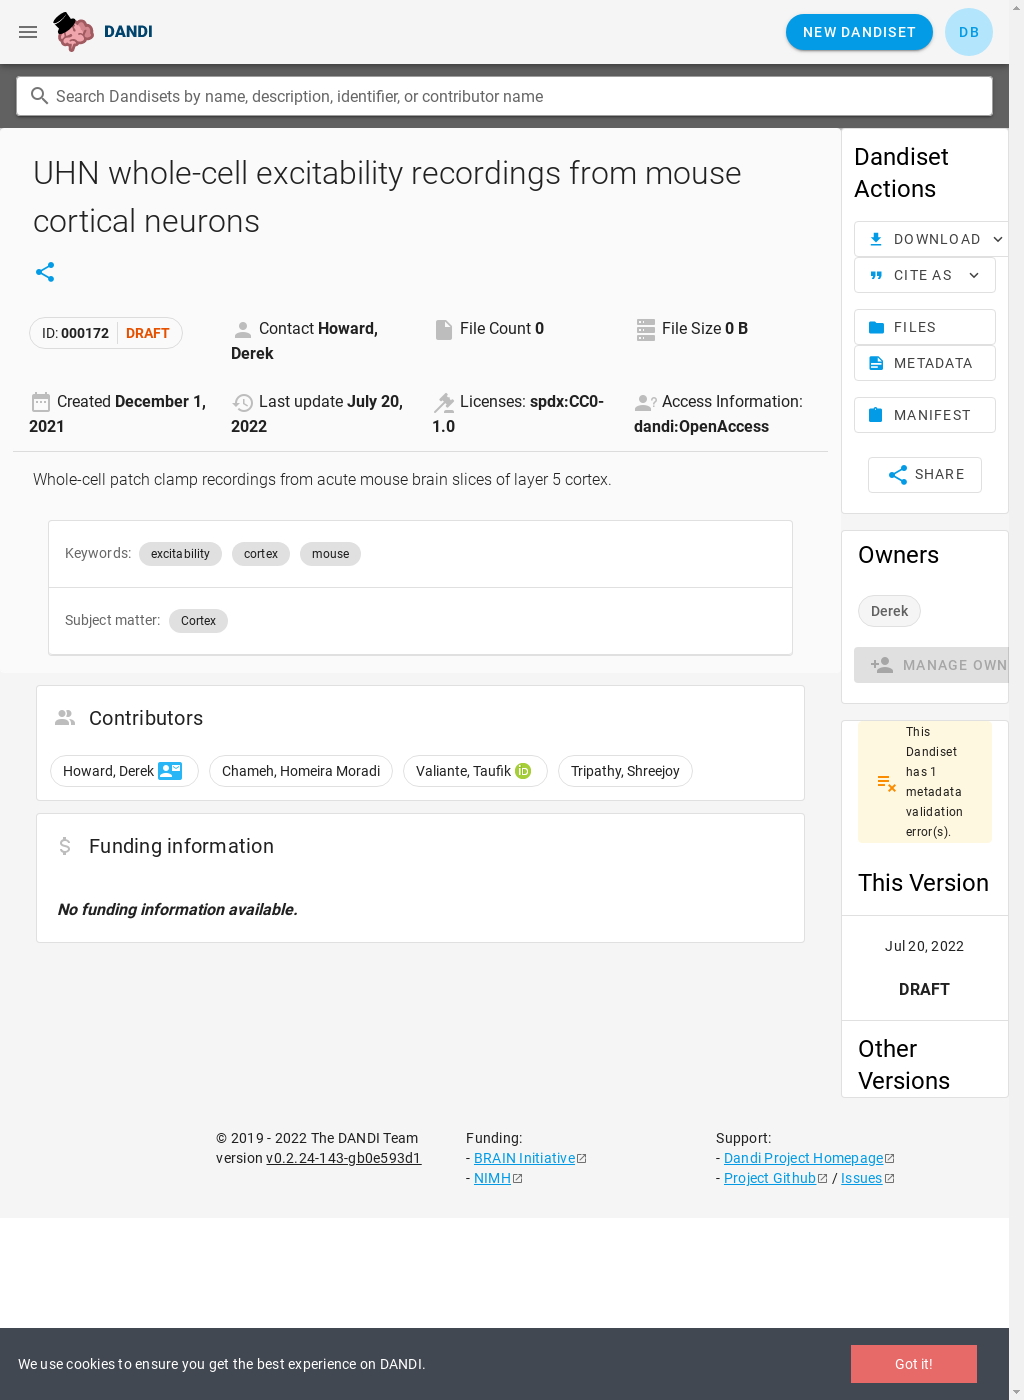 DANDI
NEW DANDISET
DB
Search Dandisets by name, description, identifier, or contributor name
UHN whole-cell excitability recordings from mouse
cortical neurons
ID: 000172 DRAFT
Contact Howard,
Derek
File Count 0
File Size 0 B
Created December 1,
2021
Last update July 20,
2022
Licenses: spdx:CC0-
1.0
Access Information:
dandi:OpenAccess
Whole-cell patch clamp recordings from acute mouse brain slices of layer 5 cortex.
Keywords: excitability cortex mouse
Subject matter: Cortex
Contributors
Howard, Derek Chameh, Homeira Moradi Valiante, Taufik iD Tripathy, Shreejoy
Funding information
No funding information available.
Dandiset
Actions
DOWNLOAD
CITE AS
FILES
METADATA
MANIFEST
SHARE
Owners
Derek
MANAGE OWN
This
Dandiset
has 1
metadata
validation
error(s).
This Version
Jul 20, 2022
DRAFT
Other
Versions
© 2019 - 2022 The DANDI Team
version v0.2.24-143-gb0e593d1
Funding:
- BRAIN Initiative
- NIMH
Support:
- Dandi Project Homepage
- Project Github / Issues
We use cookies to ensure you get the best experience on DANDI.
Got it!